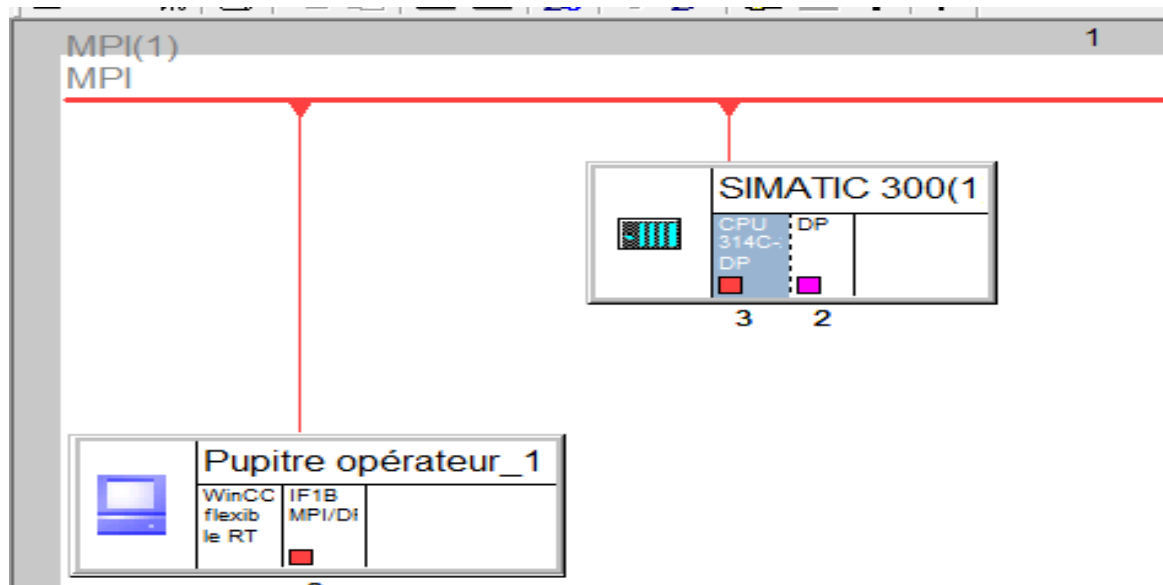 MPI(1)
1
MPI
SIMATIC 300(1
CPU
314C-
DP
DP
3
2
Pupitre opérateur_1
WinCC
flexib
le RT
IF1B
MPI/DI